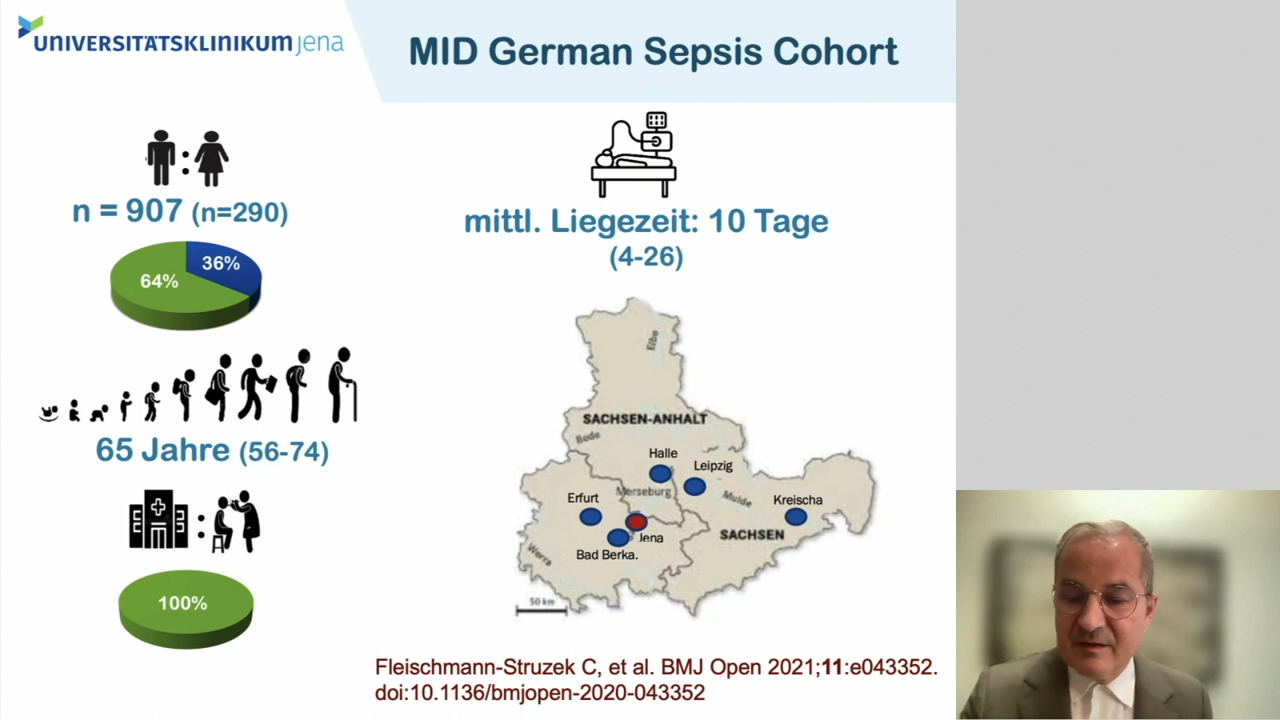 UNIVERSITÄTSKLINIKUM jena
MID German Sepsis Cohort
n = 907 (n=290)
36%
64%
65 Jahre (56-74)
100%
mittl. Liegezeit: 10 Tage
(4-26)
Elbe
SACHSEN-ANHALT
Bode
Halle
Leipzig
Merseburg
Mulde
Erfurt
Kreischa
Jena
SACHSEN
Bad Berka.
Werra
50 km
Fleischmann-Struzek C, et al. BMJ Open 2021;11:e043352.
doi:10.1136/bmjopen-2020-043352